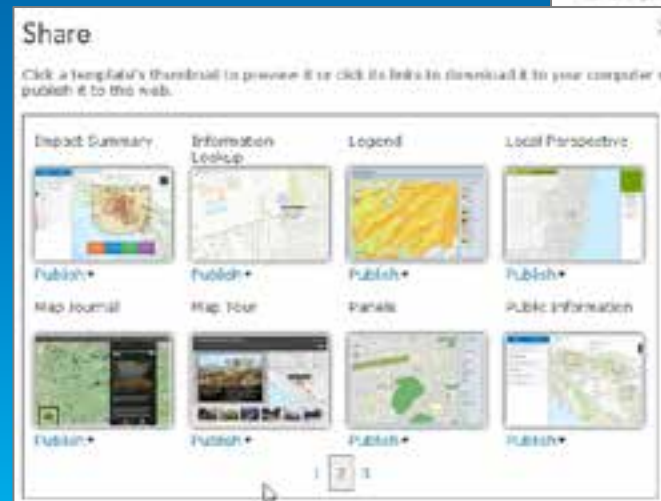 Share
Click a template's thumbnail to preview it or click its links to download it to your computer
publish it to the web.
Impact Summary
Information
Lookup
Legend
Local Perspective
Publish
Publish
Publish
Publish
Map Journal
Map Tour
Panels
Public Information
Publish
Publish
Publish
Publish
1 2 3